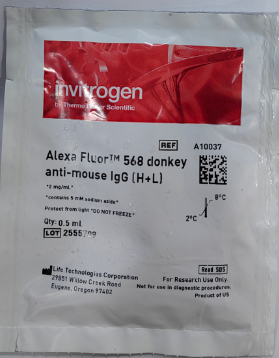 invitrogen
by Thermo Fisher Scientific
REF A10037
Alexa Fluor™ 568 donkey
anti-mouse IgG (H+L)
*2 mg/mL*
*contains 5 mM sodium azide*
Protect from light *DO NOT FREEZE*
8°C
2°C
Qty: 0.5 ml
LOT
Life Technologies Corporation
29851 Willow Creek Road
Eugene, Oregon 97402
Read SDS
For Research Use Only.
Not for use in diagnostic procedures.
Product of US